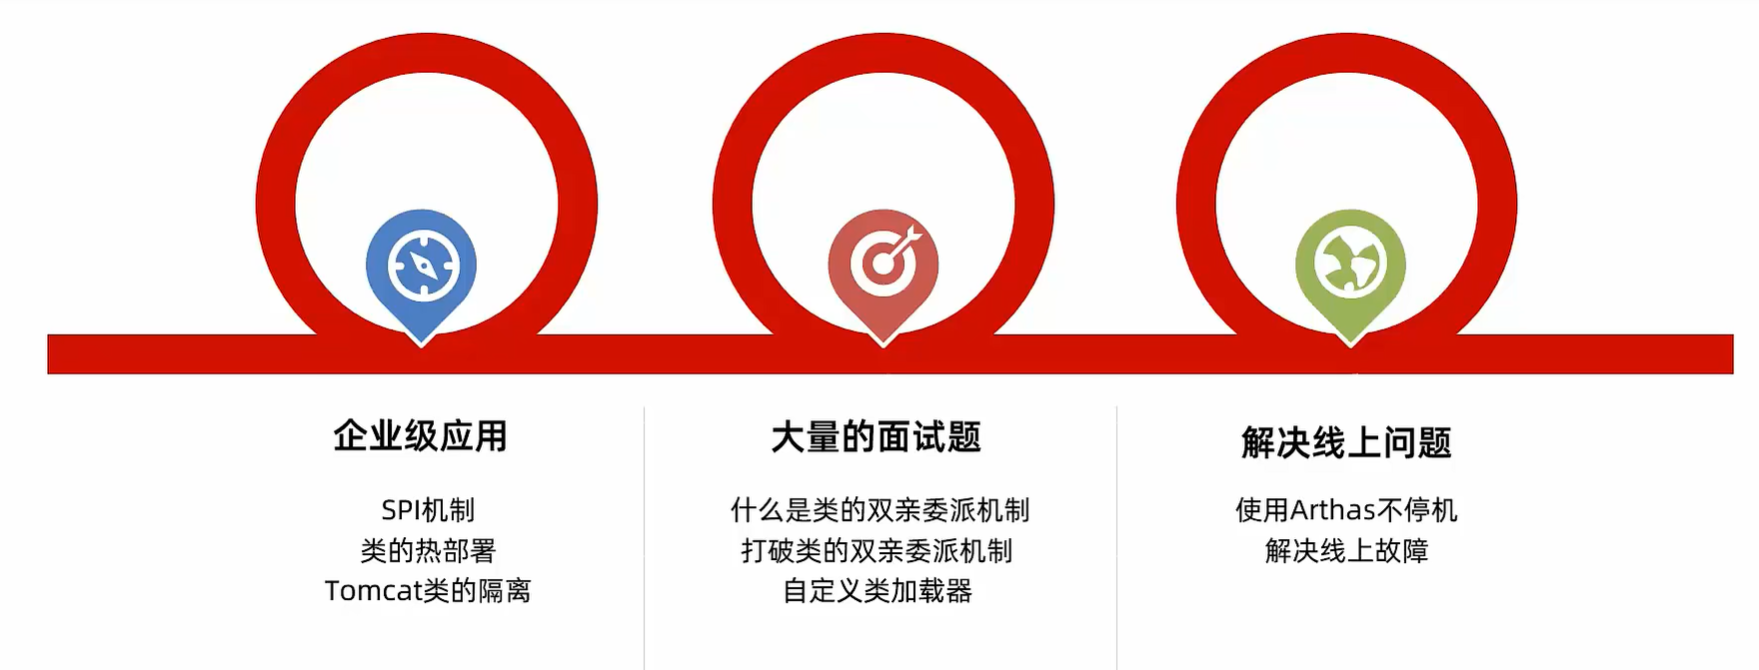 企业级应用
SPI机制
类的热部署
Tomcat类的隔离
大量的面试题
什么是类的双亲委派机制
打破类的双亲委派机制
自定义类加载器
解决线上问题
使用Arthas不停机
解决线上故障